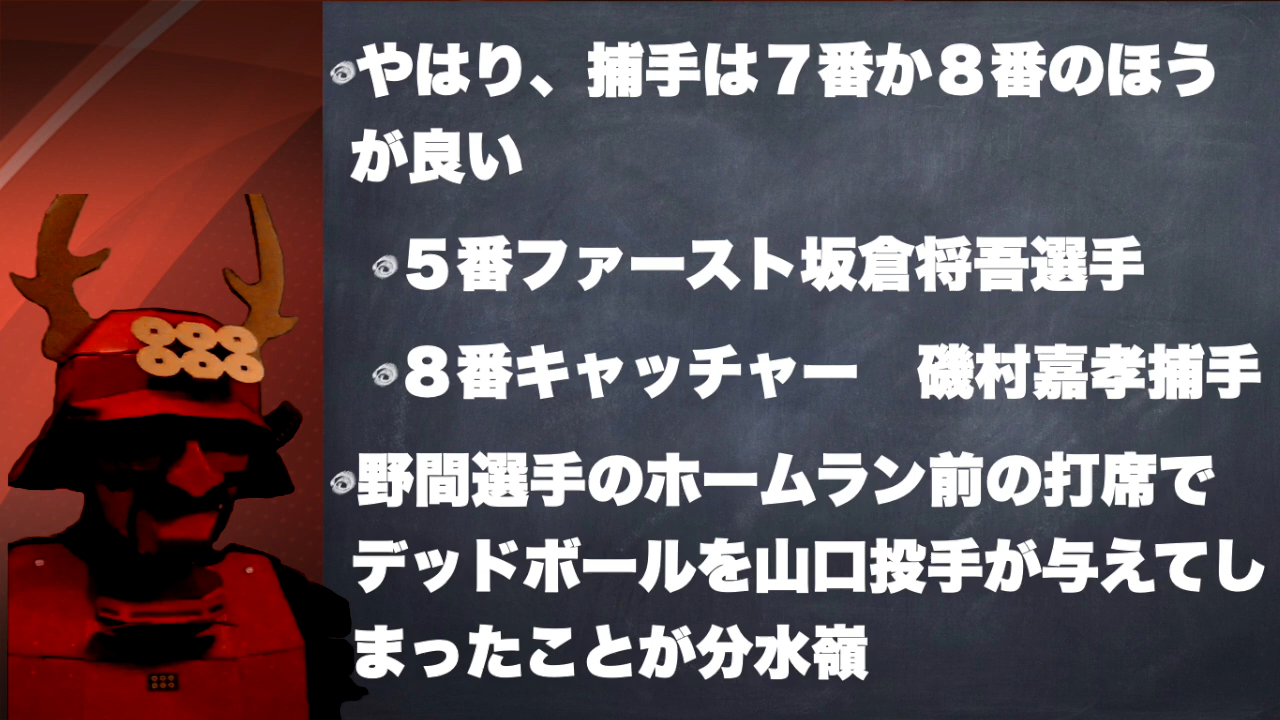 やはり、捕手は７番か８番のほう
が良い
５番ファースト坂倉将吾選手
８番キャッチャー　磯村嘉孝捕手
野間選手のホームラン前の打席で
デッドボールを山口投手が与えてし
まったことが分水嶺